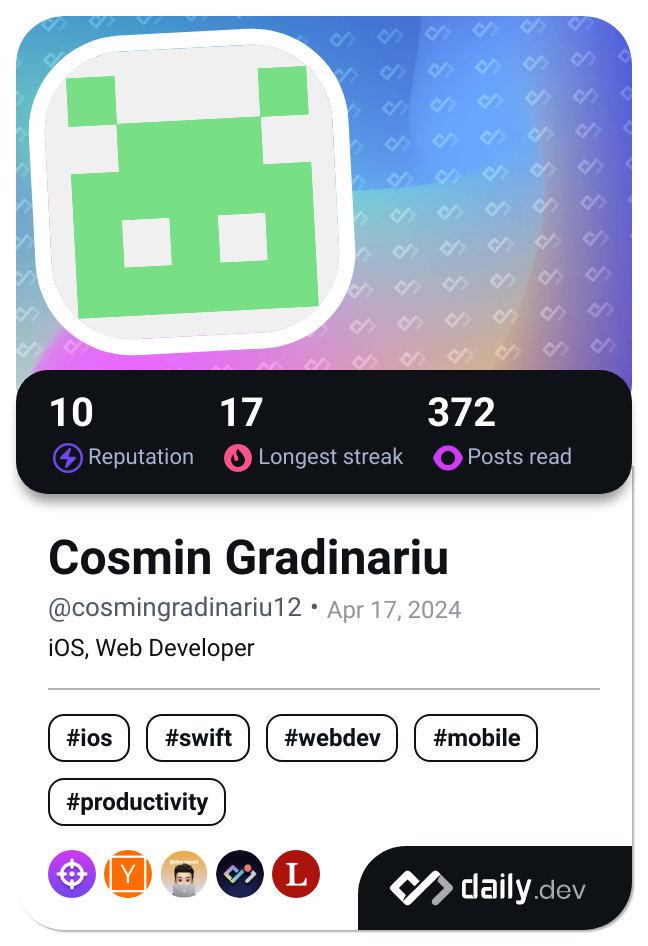 10 17 372
Reputation Longest streak Posts read
Cosmin Gradinariu
@cosmingradinariu12 • Apr 17, 2024
iOS, Web Developer
#ios #swift #webdev #mobile
#productivity
Y L
daily.dev